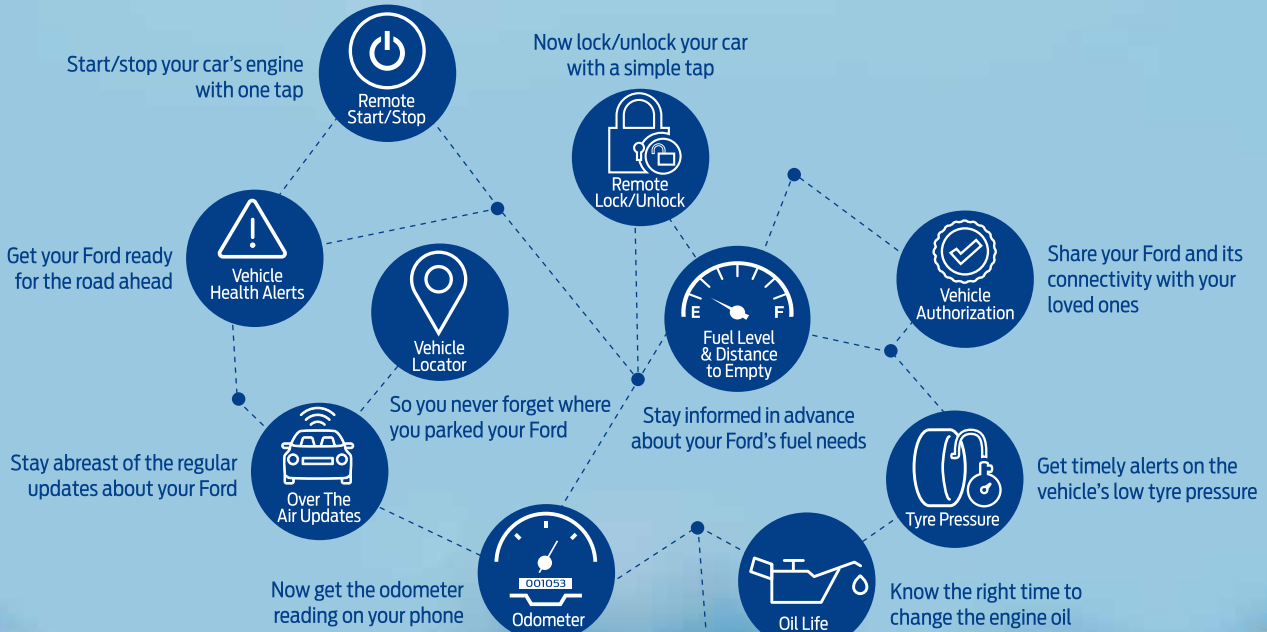 Start/stop your car's engine
with one tap
Remote
Start/Stop
Now lock/unlock your car
with a simple tap
Remote
Lock/Unlock
Get your Ford ready
for the road ahead
Vehicle
Health Alerts
Vehicle
Locator
So you never forget where
you parked your Ford
E F
Fuel Level
& Distance
to Empty
Stay informed in advance
about your Ford's fuel needs
Vehicle
Authorization
Share your Ford and its
connectivity with your
loved ones
Stay abreast of the regular
updates about your Ford
Over The
Air Updates
Tyre Pressure
Get timely alerts on the
vehicle's low tyre pressure
Now get the odometer
reading on your phone
001053
Odometer
Oil Life
Know the right time to
change the engine oil